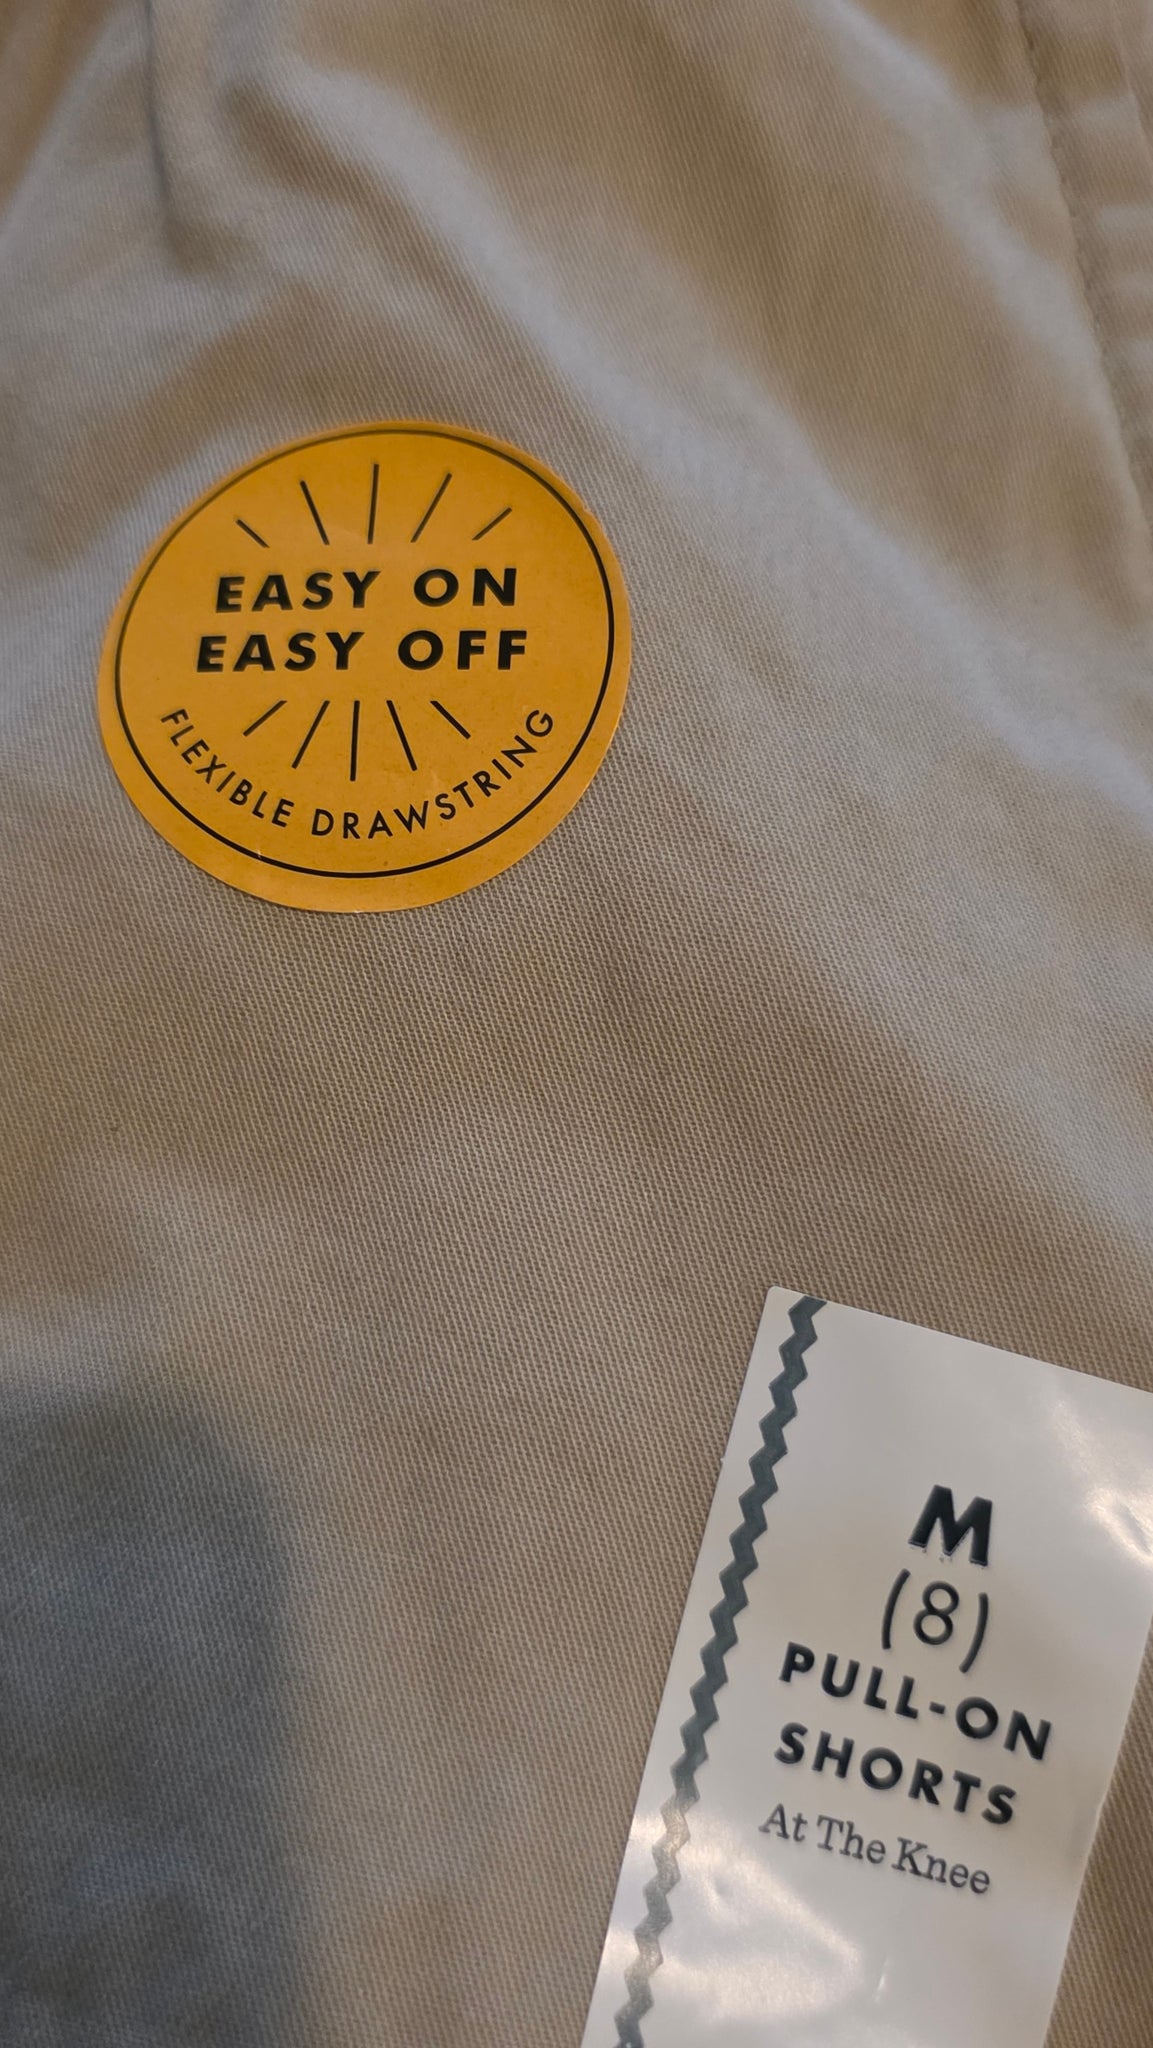 EASY ON
EASY OFF
FLEXIBLE DRAWSTRING
M
(8)
PULL-ON
SHORTS
At The Knee